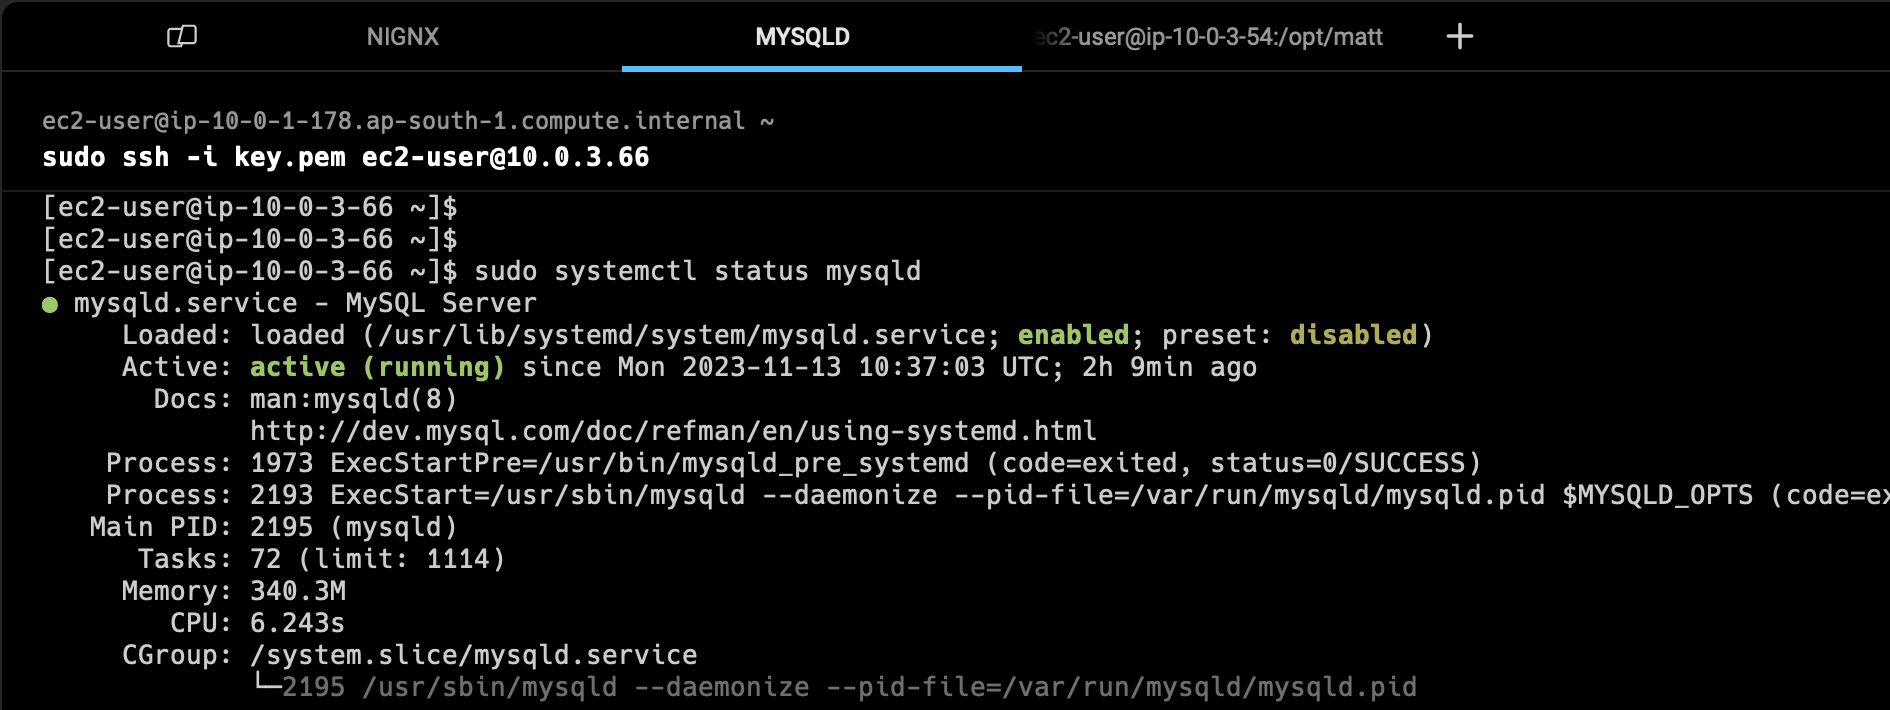 NIGNX
MYSQLD
ec2-user@ip-10-0-3-54:/opt/matt
+
ec2-user@ip-10-0-1-178.ap-south-1.compute.internal ~
sudo ssh -i key.pem ec2-user@10.0.3.66
[ec2-user@ip-10-0-3-66 ~]$
[ec2-user@ip-10-0-3-66 ~]$
[ec2-user@ip-10-0-3-66 ~]$ sudo systemctl status mysqld
● mysqld.service - MySQL Server
Loaded: loaded (/usr/lib/systemd/system/mysqld.service; enabled; preset: disabled)
Active: active (running) since Mon 2023-11-13 10:37:03 UTC; 2h 9min ago
Docs: man:mysqld(8)
http://dev.mysql.com/doc/refman/en/using-systemd.html
Process: 1973 ExecStartPre=/usr/bin/mysqld_pre_systemd (code=exited, status=0/SUCCESS)
Process: 2193 ExecStart=/usr/sbin/mysqld --daemonize --pid-file=/var/run/mysqld/mysqld.pid $MYSQLD_OPTS (code=ex
Main PID: 2195 (mysqld)
Tasks: 72 (limit: 1114)
Memory: 340.3M
CPU: 6.243s
CGroup: /system.slice/mysqld.service
└─2195 /usr/sbin/mysqld --daemonize --pid-file=/var/run/mysqld/mysqld.pid